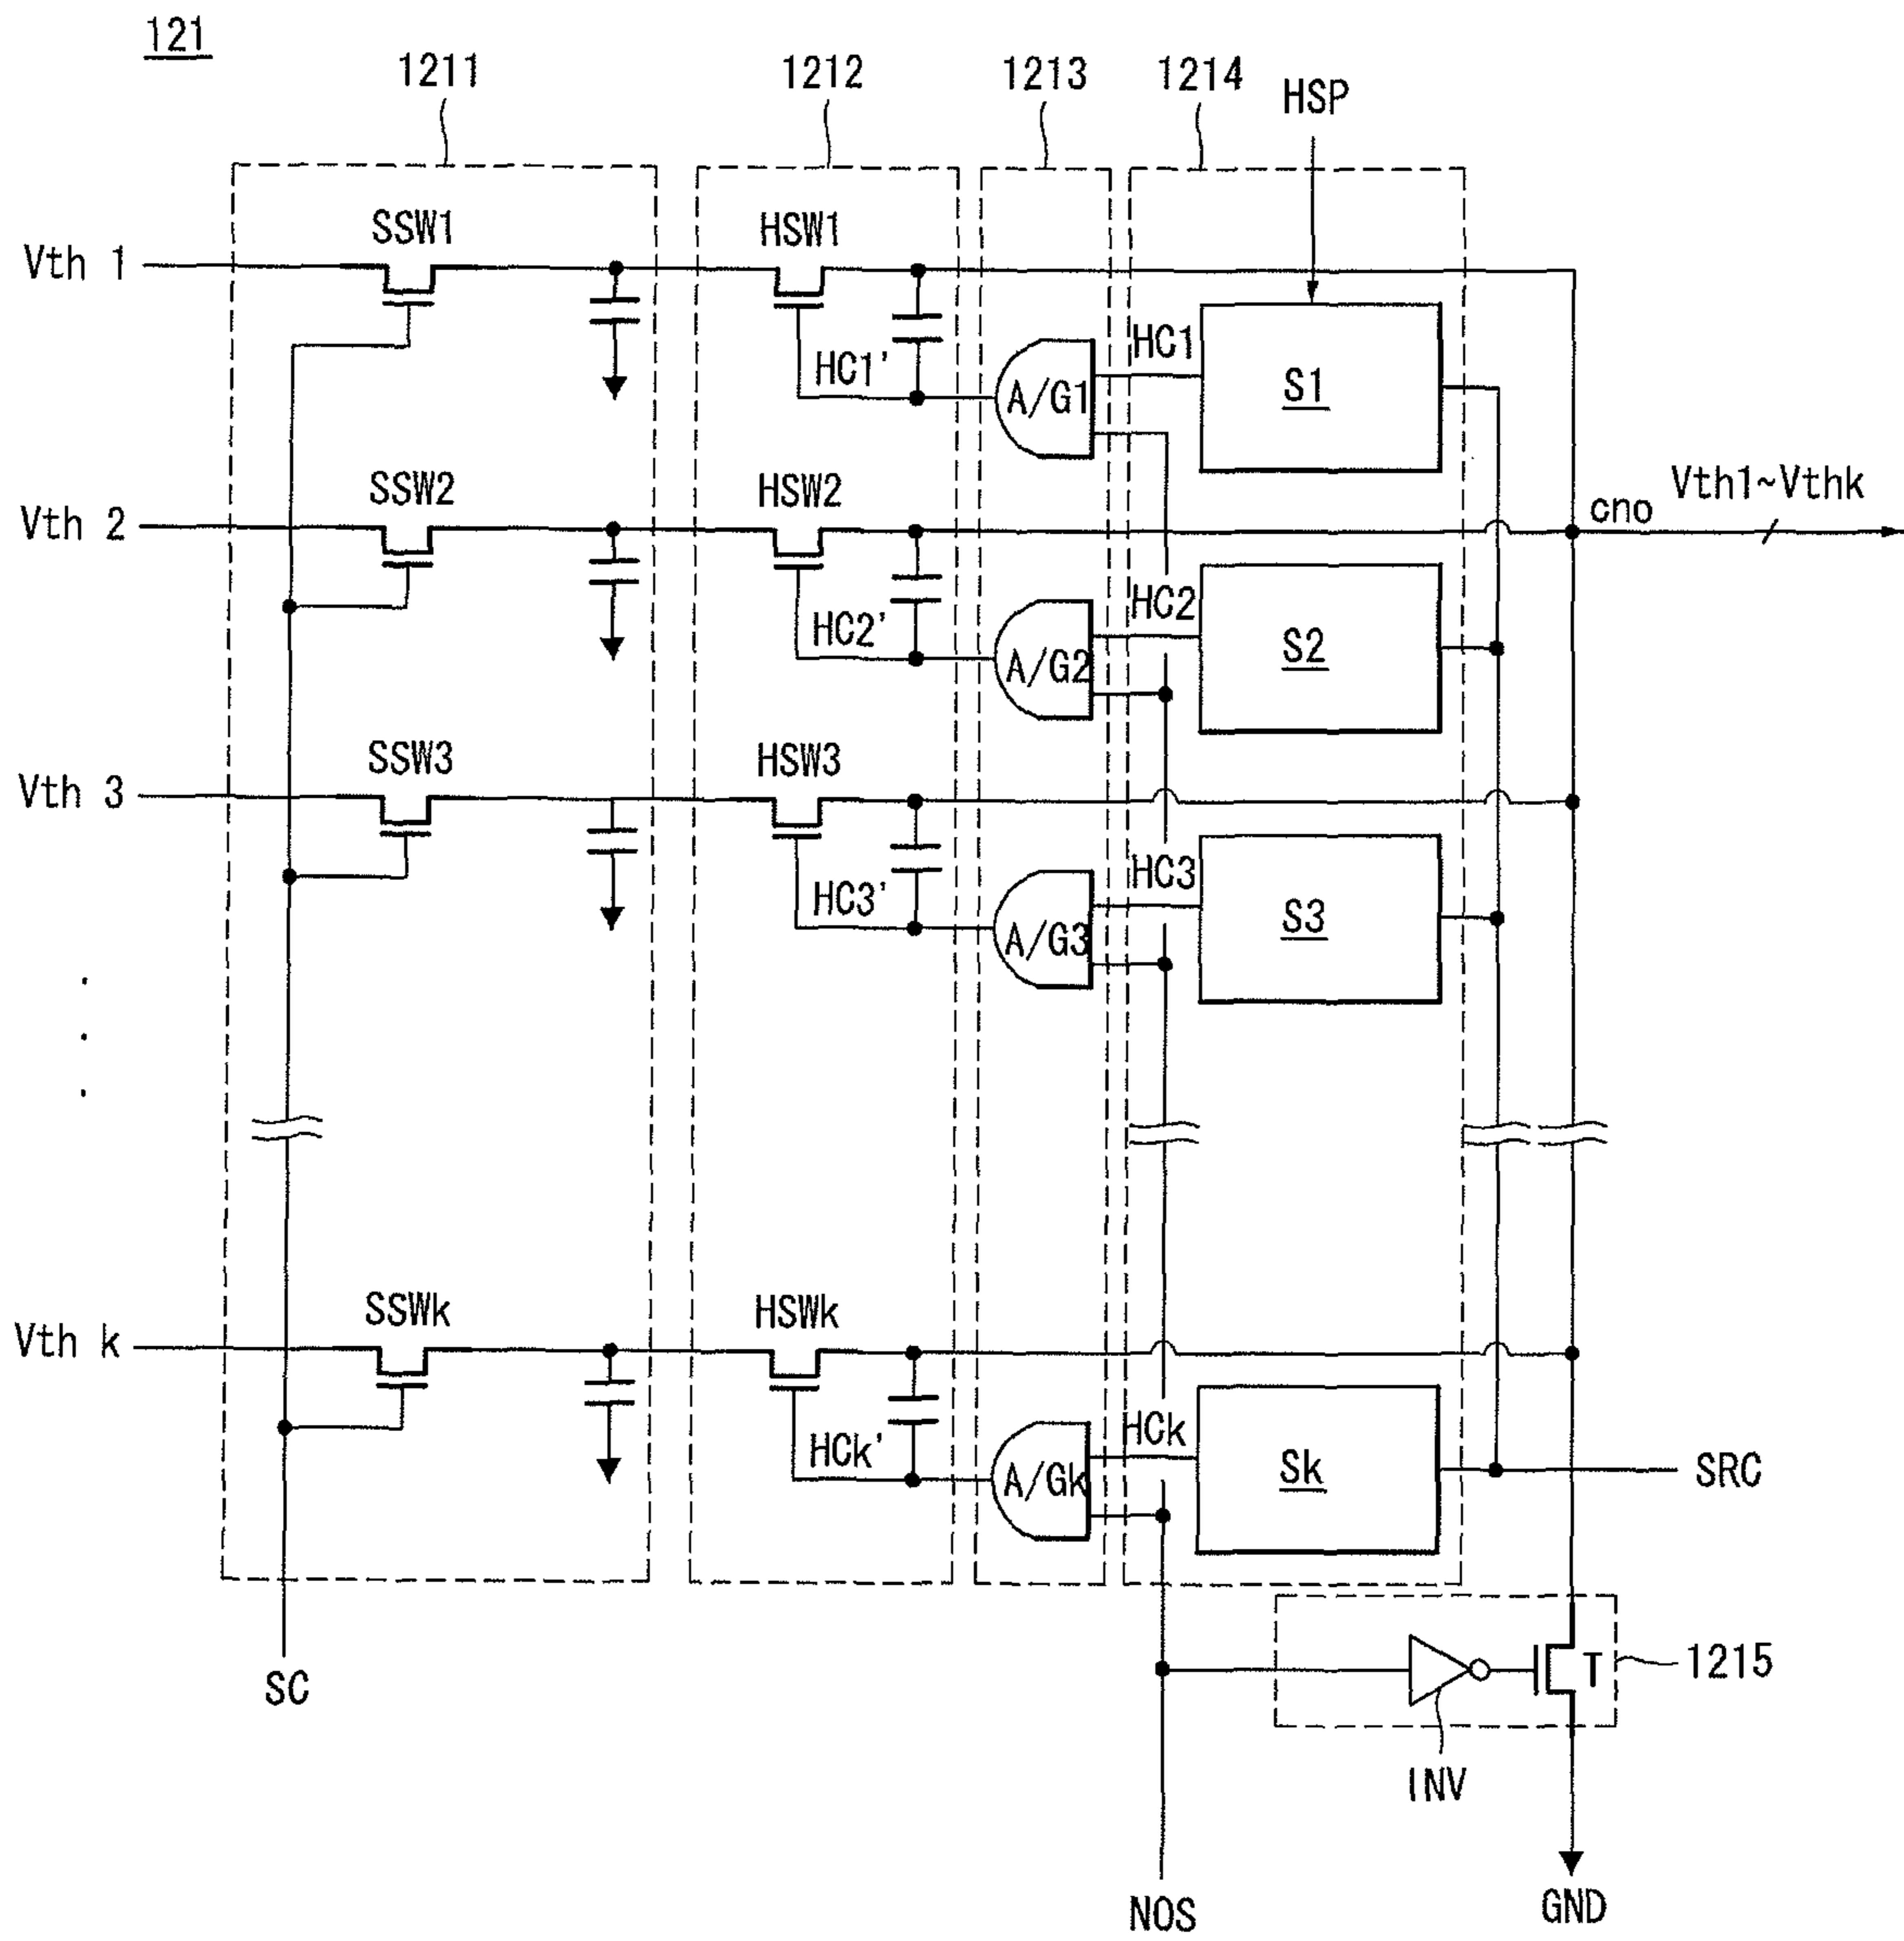 121
1211
1212
1213
1214
HSP
SSW1
HSW1
Vth 1
HC1
HC1'
A/G1
S1
SSW2
HSW2
Vth1~Vthk
cno
Vth 2
HC2
HC2'
A/G2
S2
SSW3
HSW3
Vth 3
HC3
HC3'
A/G3
S3
SSWk
HSWk
Vth k
HCk
HCk'
A/Gk
Sk
SRC
T
1215
SC
INV
NOS
GND